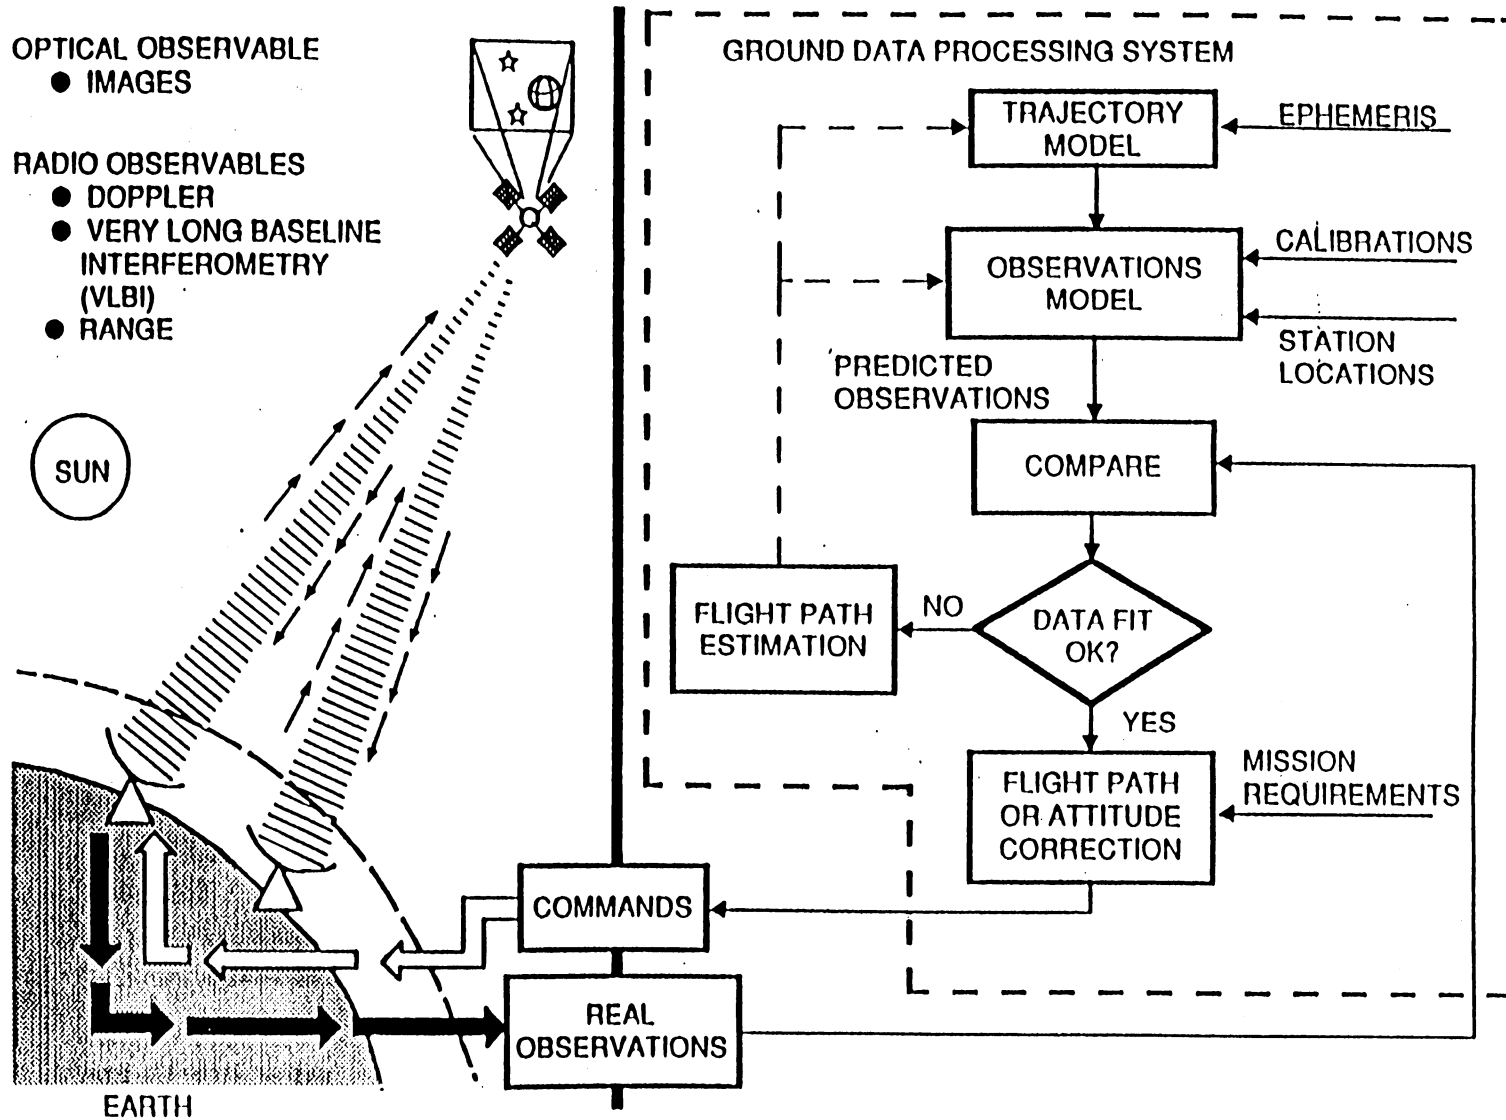 OPTICAL OBSERVABLE
● IMAGES
RADIO OBSERVABLES
● DOPPLER
● VERY LONG BASELINE
INTERFEROMETRY
(VLBI)
● RANGE
SUN
EARTH
GROUND DATA PROCESSING SYSTEM
TRAJECTORY
MODEL
EPHEMERIS
OBSERVATIONS
MODEL
CALIBRATIONS
STATION
LOCATIONS
PREDICTED
OBSERVATIONS
COMPARE
DATA FIT
OK?
NO
FLIGHT PATH
ESTIMATION
YES
FLIGHT PATH
OR ATTITUDE
CORRECTION
MISSION
REQUIREMENTS
COMMANDS
REAL
OBSERVATIONS